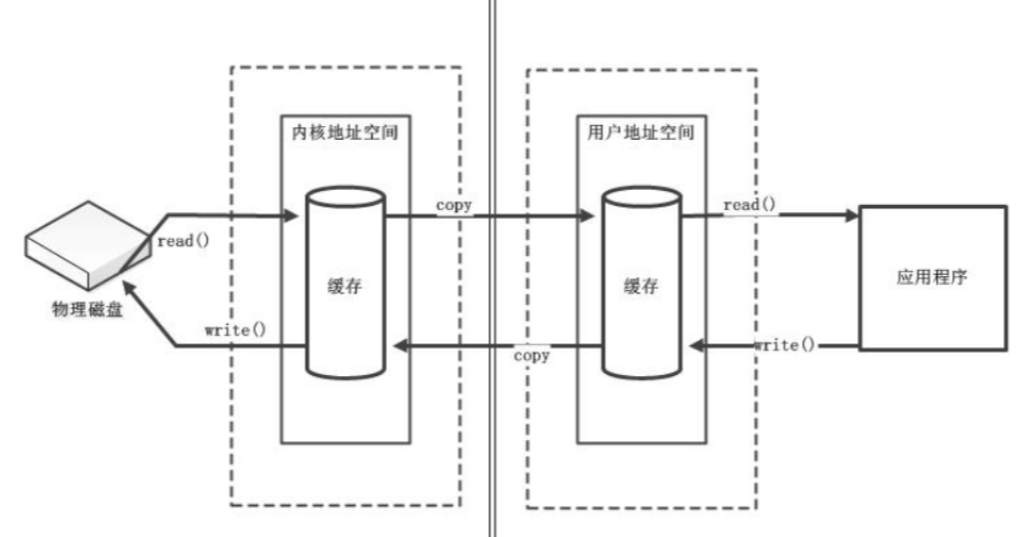 内核地址空间
用户地址空间
copy
read()
read()
缓存
缓存
应用程序
物理磁盘
write()
copy
write()